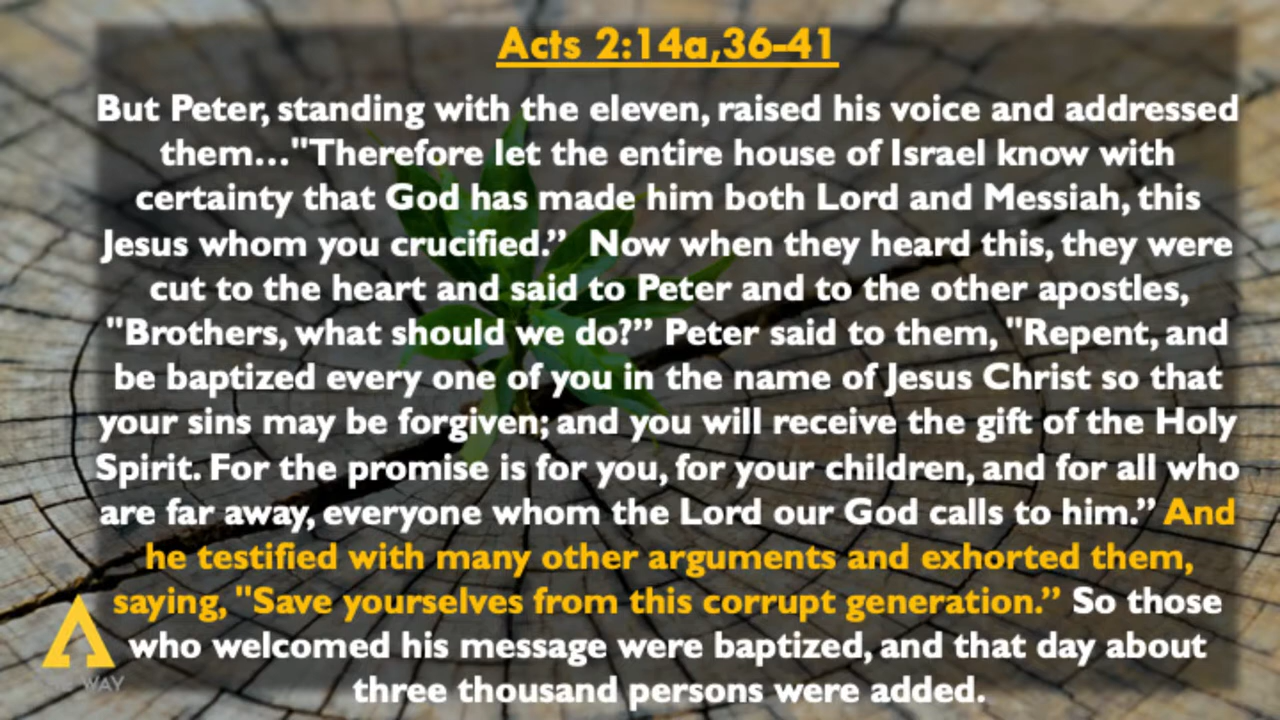 Acts 2:14a,36-41
But Peter, standing with the eleven, raised his voice and addressed
them…"Therefore let the entire house of Israel know with
certainty that God has made him both Lord and Messiah, this
Jesus whom you crucified.”  Now when they heard this, they were
cut to the heart and said to Peter and to the other apostles,
"Brothers, what should we do?” Peter said to them, "Repent, and
be baptized every one of you in the name of Jesus Christ so that
your sins may be forgiven; and you will receive the gift of the Holy
Spirit. For the promise is for you, for your children, and for all who
are far away, everyone whom the Lord our God calls to him.” And
he testified with many other arguments and exhorted them,
saying, "Save yourselves from this corrupt generation.” So those
who welcomed his message were baptized, and that day about
three thousand persons were added.
WAY